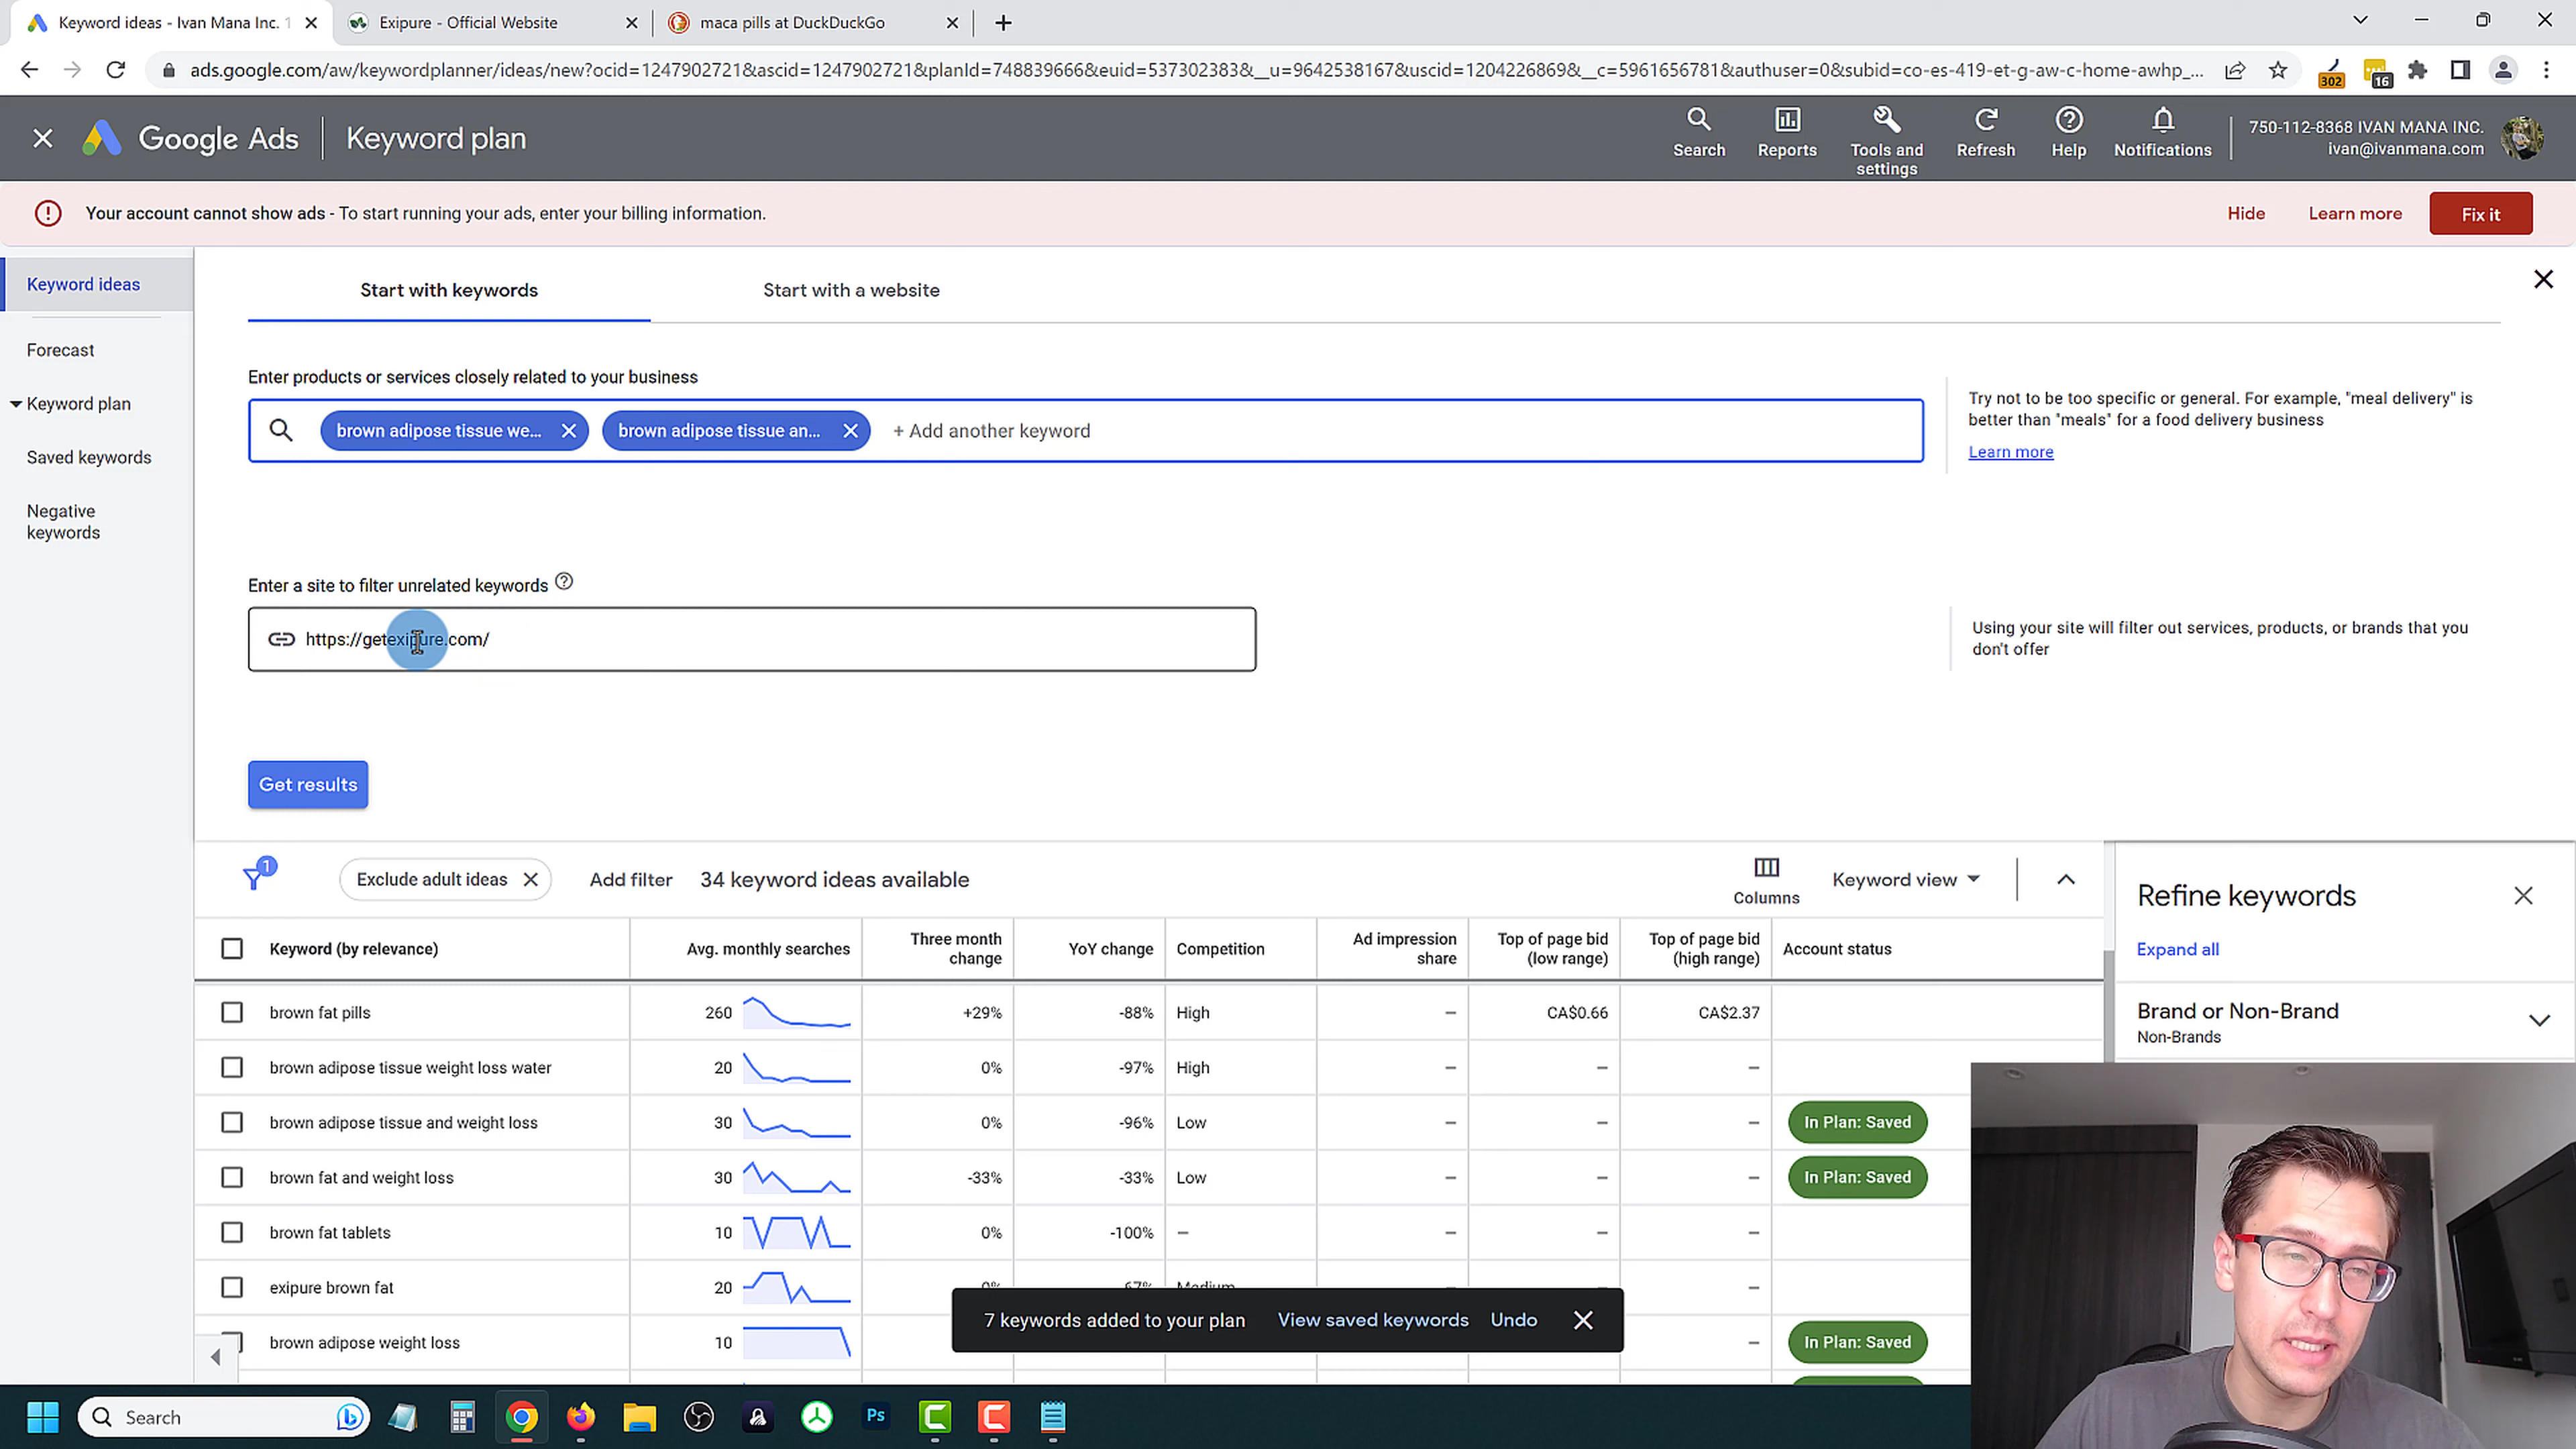 Keyword ideas - Ivan Mana Inc. 1
Exipure - Official Website
maca pills at DuckDuckGo
ads.google.com/aw/keywordplanner/ideas/new?ocid=1247902721&ascid=1247902721&planId=748839666&euid=537302383&__u=9642538167&uscid=1204226869&__c=5961656781&authuser=0&subid=co-es-419-et-g-aw-c-home-awhp_...
302
16
Google Ads
Keyword plan
Search
Reports
Tools and settings
Refresh
Help
Notifications
750-112-8368 IVAN MANA INC.
ivan@ivanmana.com
Your account cannot show ads - To start running your ads, enter your billing information.
Hide
Learn more
Fix it
Keyword ideas
Forecast
Keyword plan
Saved keywords
Negative
keywords
Start with keywords
Start with a website
Enter products or services closely related to your business
brown adipose tissue we...
brown adipose tissue an...
+ Add another keyword
Try not to be too specific or general. For example, "meal delivery" is
better than "meals" for a food delivery business
Learn more
Enter a site to filter unrelated keywords
https://getexipure.com/
Using your site will filter out services, products, or brands that you
don't offer
Get results
1
Exclude adult ideas
Add filter
34 keyword ideas available
Columns
Keyword view
Refine keywords
Expand all
Brand or Non-Brand
Non-Brands
Keyword (by relevance) Avg. monthly searches Three month change YoY change Competition Ad impression share Top of page bid (low range) Top of page bid (high range) Account status
brown fat pills 260 +29% -88% High – CA$0.66 CA$2.37
brown adipose tissue weight loss water 20 0% -97% High – – –
brown adipose tissue and weight loss 30 0% -96% Low – – – In Plan: Saved
brown fat and weight loss 30 -33% -33% Low – – – In Plan: Saved
brown fat tablets 10 0% -100% – – – –
exipure brown fat 20
brown adipose weight loss 10 – In Plan: Saved
7 keywords added to your plan
View saved keywords
Undo
Search
Ps